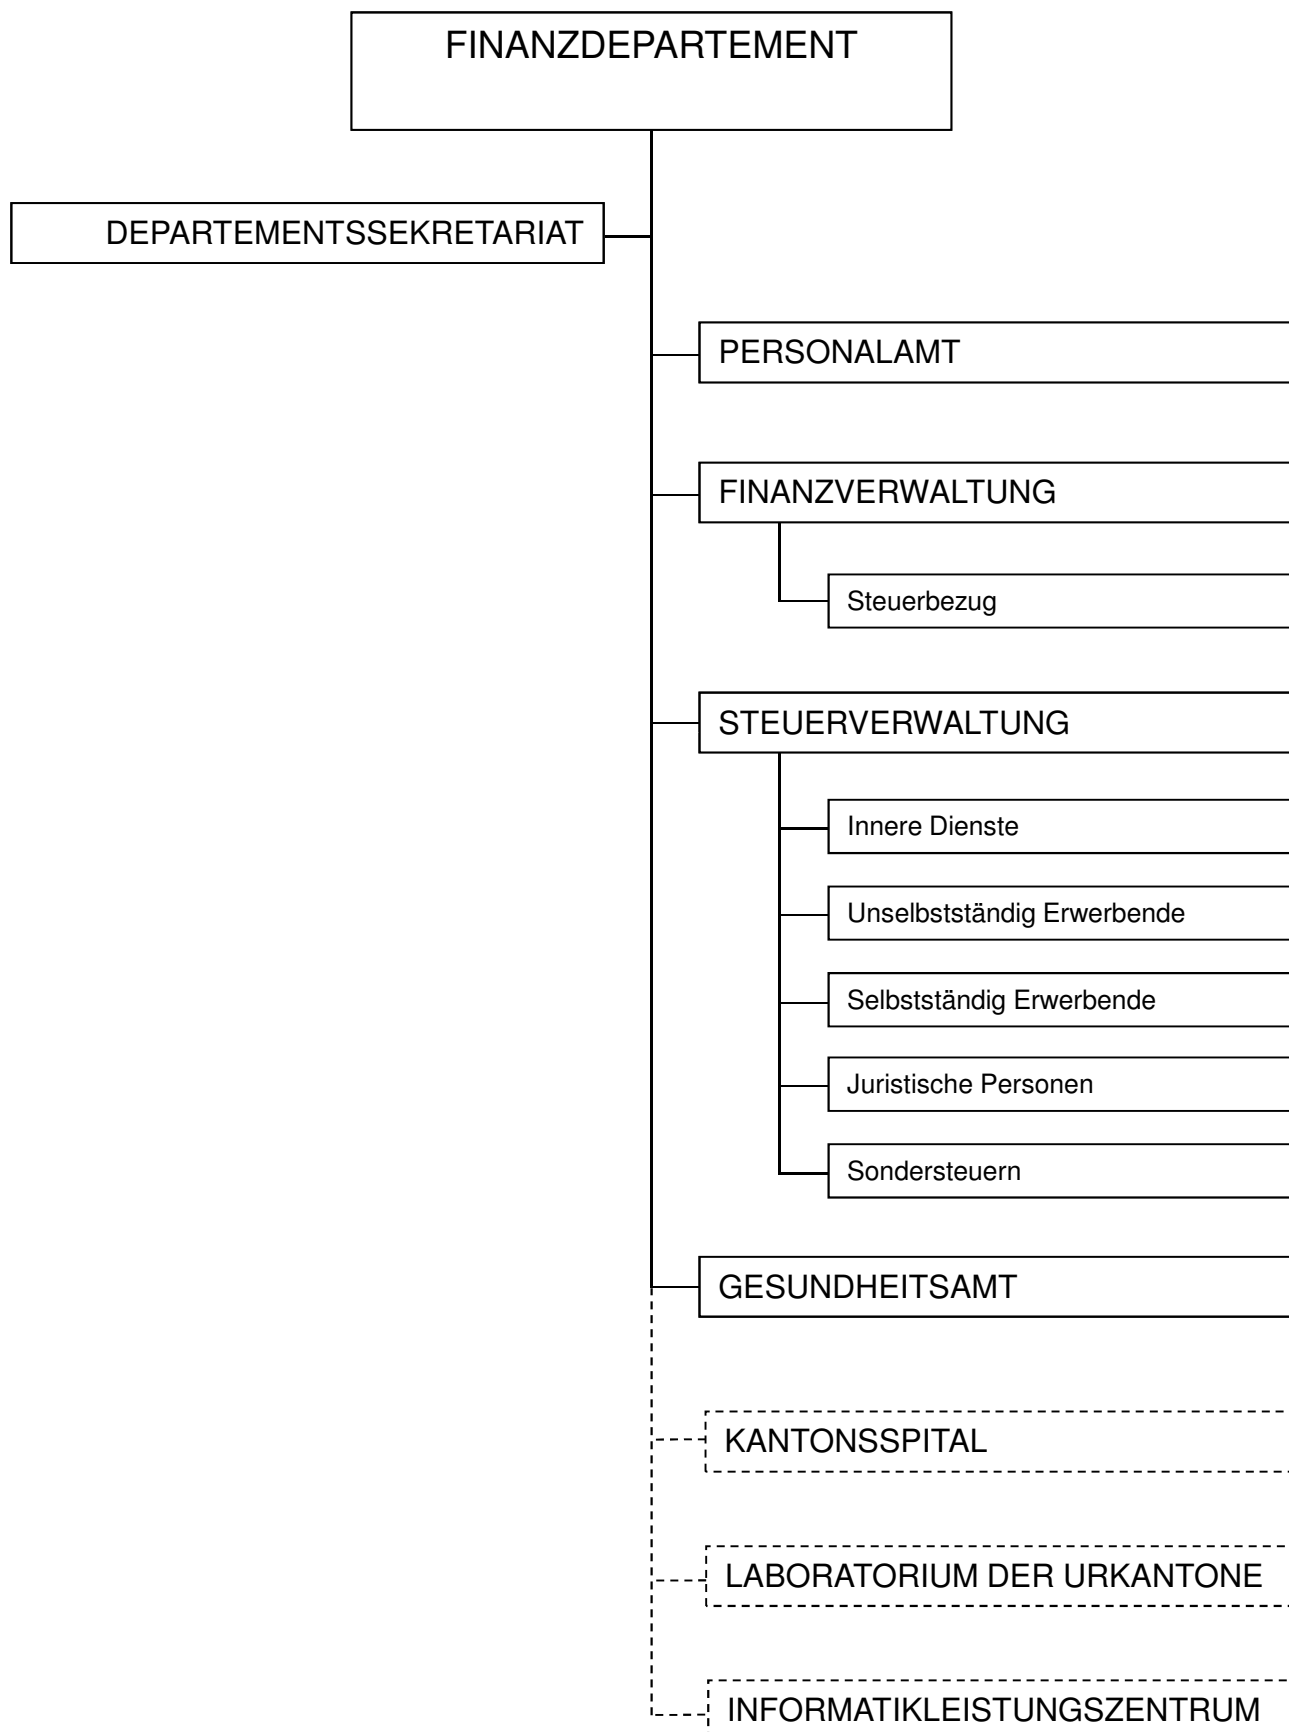 FINANZDEPARTEMENT
DEPARTEMENTSSEKRETARIAT
PERSONALAMT
FINANZVERWALTUNG
Steuerbezug
STEUERVERWALTUNG
Innere Dienste
Unselbstständig Erwerbende
Selbstständig Erwerbende
Juristische Personen
Sondersteuern
GESUNDHEITSAMT
KANTONSSPITAL
LABORATORIUM DER URKANTONE
INFORMATIKLEISTUNGSZENTRUM